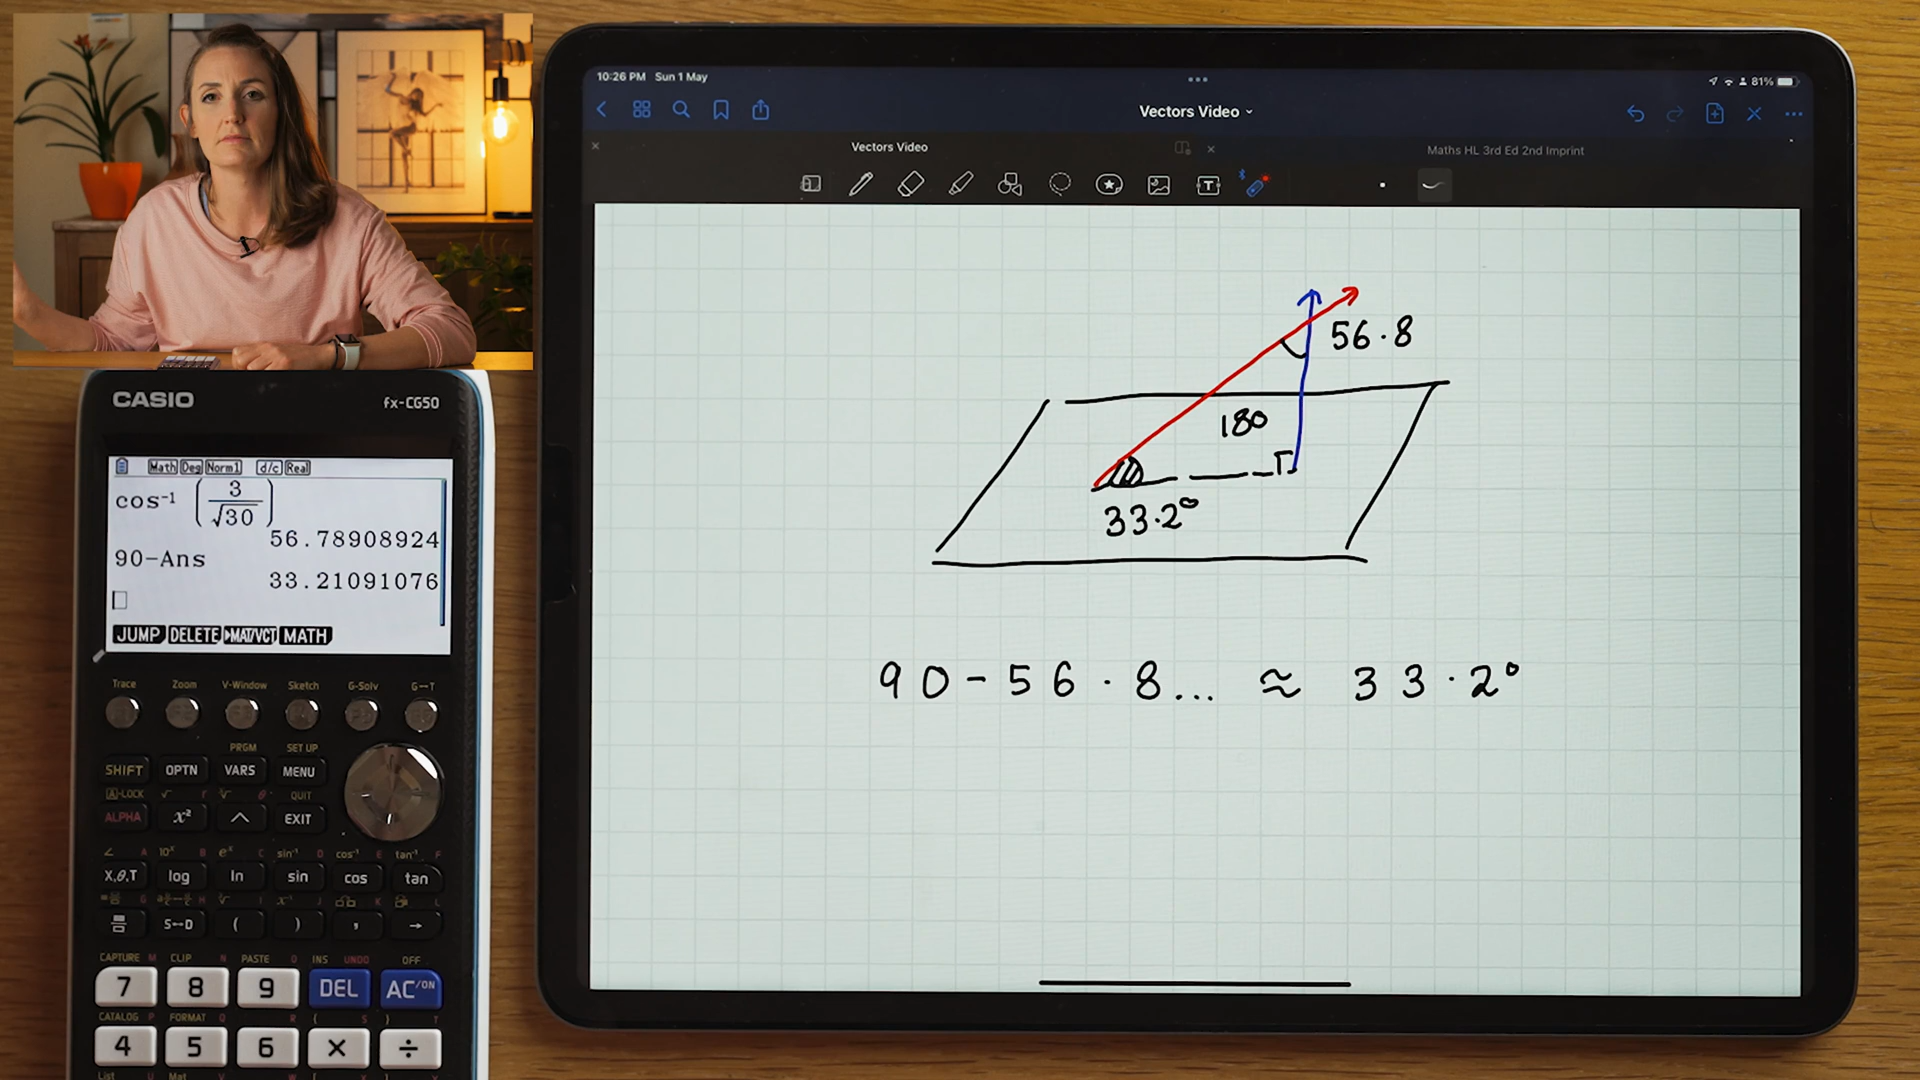 10:26 PM Sun 1 May
81%
Vectors Video
Vectors Video
Maths HL 3rd Ed 2nd Imprint
T
56.8
180
33.2°
90-56.8... ≈ 33.2°
CASIO
fx-CG50
Math Deg Norm1 d/c Real
cos⁻¹ (3/√30)
56.78908924
90-Ans
33.21091076
JUMP DELETE ▶MAT/VCT MATH
Trace Zoom V-Window Sketch G-Solv G↔T
PRGM SET UP
SHIFT OPTN VARS MENU
A-LOCK √ r QUIT
ALPHA x² ^ EXIT
∠ A 10ˣ B eˣ C sin⁻¹ D cos⁻¹ E tan⁻¹ F
X,θ,T log ln sin cos tan
S↔D ( ) , →
CAPTURE M CLIP N PASTE O INS UNDO OFF
7 8 9 DEL AC/ON
CATALOG P FORMAT Q R { S } T
4 5 6 × ÷
List U Mat V W [ X ] Y